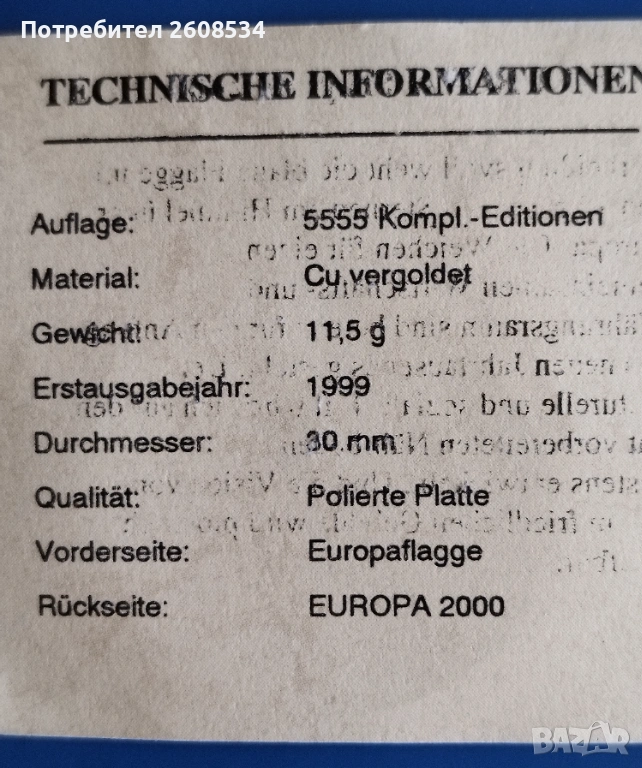 Потребител 2608534
TECHNISCHE INFORMATIONEN
Auflage: 5555 Kompl.-Editionen
Material: Cu vergoldet
Gewicht: 11,5 g
Erstausgabejahr: 1999
Durchmesser: 30 mm
Qualität: Polierte Platte
Vorderseite: Europaflagge
Rückseite: EUROPA 2000
BAZAR